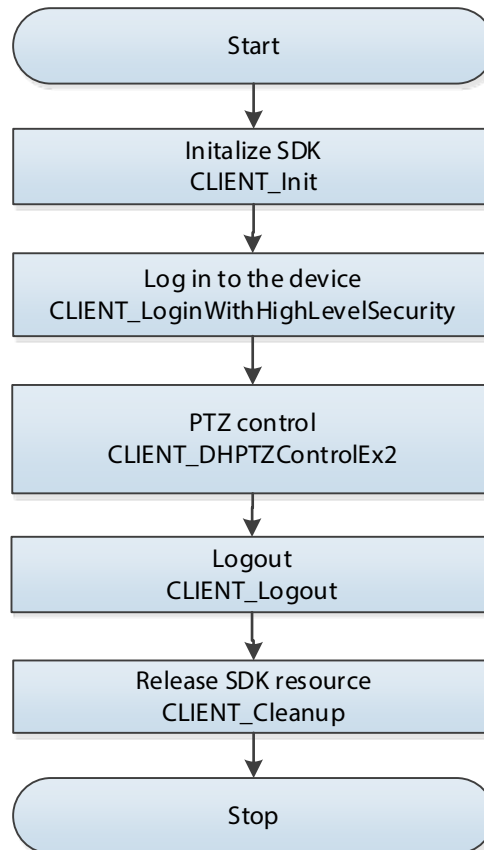 Start
Initalize SDK
CLIENT_Init
Log in to the device
CLIENT_LoginWithHighLevelSecurity
PTZ control
CLIENT_DHPTZControlEx2
Logout
CLIENT_Logout
Release SDK resource
CLIENT_Cleanup
Stop